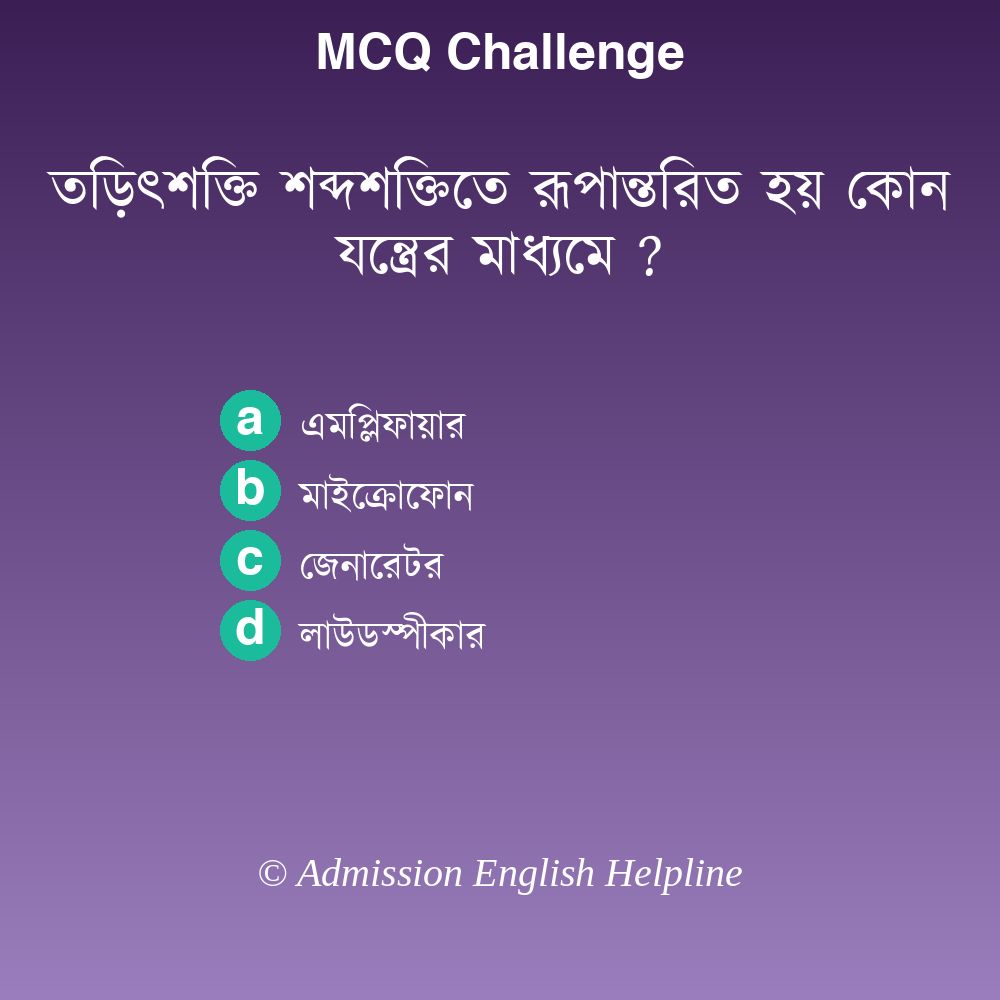 MCQ Challenge
তড়িৎশক্তি শব্দশক্তিতে রূপান্তরিত হয় কোন
যন্ত্রের মাধ্যমে ?
a এমপ্লিফায়ার
b মাইক্রোফোন
c জেনারেটর
d লাউডস্পীকার
© Admission English Helpline